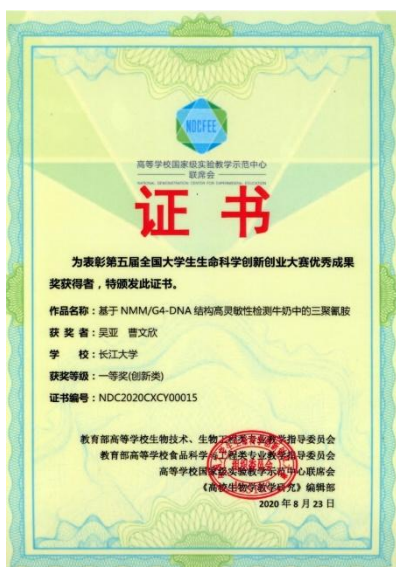 NDCFEE
高等学校国家级实验教学示范中心
联席会
NATIONAL DEMONSTRATION CENTER FOR EXPERIMENTAL EDUCATION
证书
为表彰第五届全国大学生生命科学创新创业大赛优秀成果
奖获得者，特颁发此证书。
作品名称：基于 NMM/G4-DNA 结构高灵敏性检测牛奶中的三聚氰胺
获 奖 者：吴亚 曹文欣
学 校：长江大学
获奖等级：一等奖(创新类)
证书编号：NDC2020CXCY00015
教育部高等学校生物技术、生物工程类专业教学指导委员会
教育部高等学校食品科学与工程类专业教学指导委员会
高等学校国家级实验教学示范中心联席会
《高校生物学教学研究》编辑部
2020 年 8 月 23 日